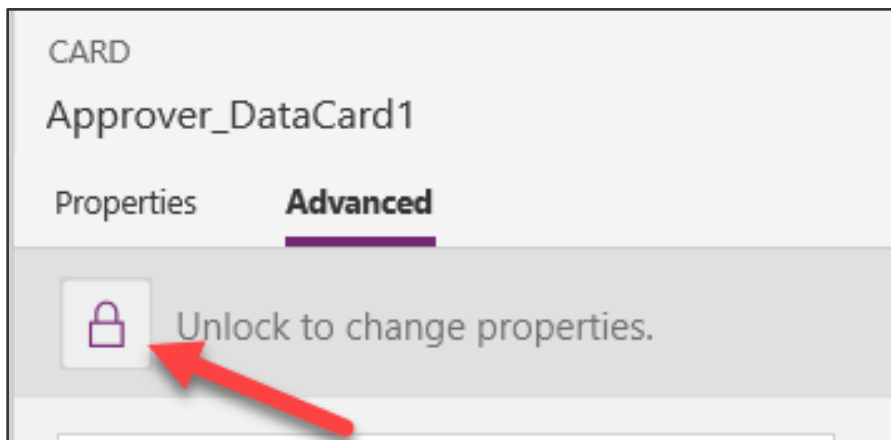 CARD
Approver_DataCard1
Properties Advanced
Unlock to change properties.